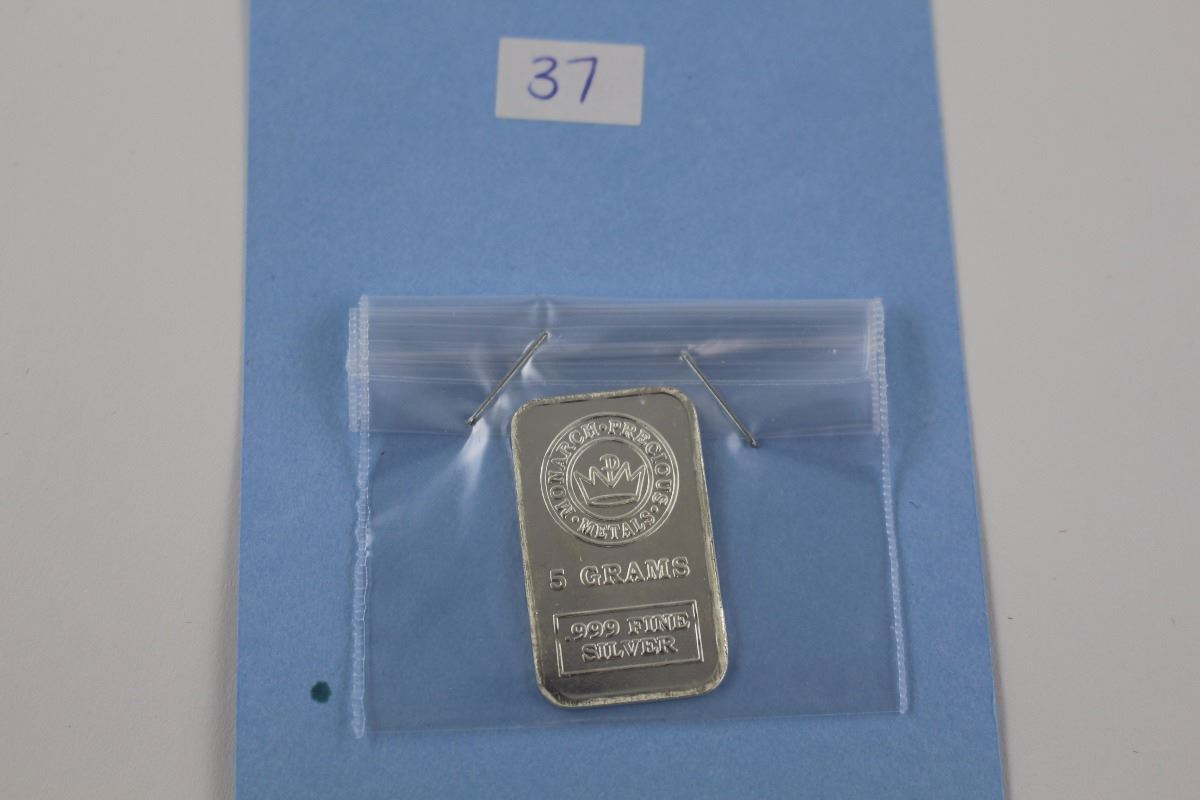 37
MONARCH • PRECIOUS • METALS •
5 GRAMS
.999 FINE
SILVER